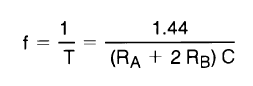 f = 1/T = 1.44 / (RA + 2 RB) C